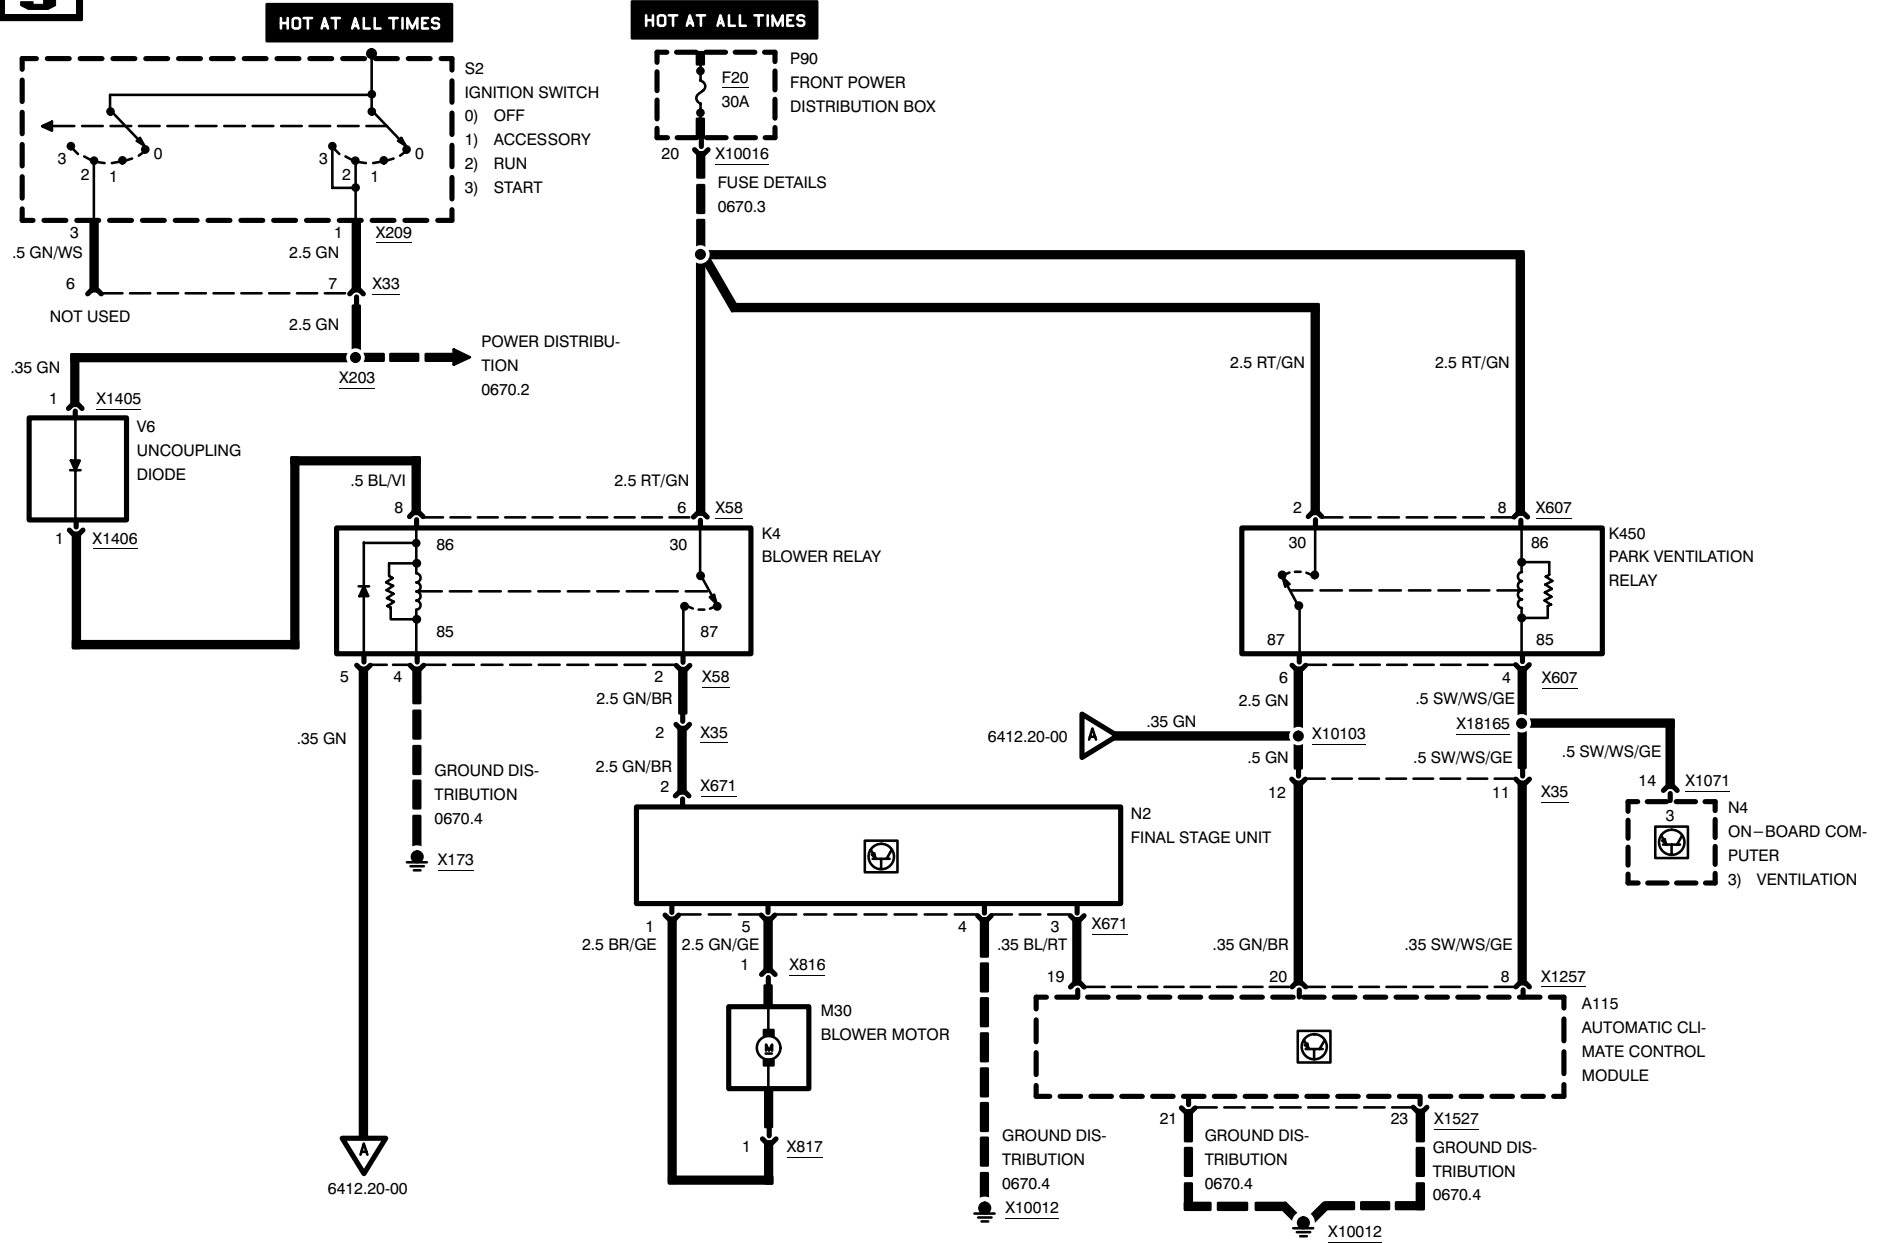 HOT AT ALL TIMES
HOT AT ALL TIMES
S2
IGNITION SWITCH
0) OFF
1) ACCESSORY
2) RUN
3) START
3
2
1
0
3
2
1
0
F20
30A
P90
FRONT POWER
DISTRIBUTION BOX
20
X10016
FUSE DETAILS
0670.3
3
1
X209
.5 GN/WS
2.5 GN
6
7
X33
NOT USED
2.5 GN
X203
POWER DISTRIBU-
TION
0670.2
.35 GN
1
X1405
V6
UNCOUPLING
DIODE
1
X1406
2.5 RT/GN
2.5 RT/GN
.5 BL/VI
2.5 RT/GN
8
6
X58
2
8
X607
86
30
K4
BLOWER RELAY
85
87
30
86
K450
PARK VENTILATION
RELAY
87
85
5
4
2
X58
2.5 GN/BR
6
4
X607
2.5 GN
.5 SW/WS/GE
.35 GN
2
X35
6412.20-00
A
.35 GN
X10103
X18165
.5 GN
.5 SW/WS/GE
.5 SW/WS/GE
GROUND DIS-
TRIBUTION
0670.4
X173
2.5 GN/BR
2
X671
12
11
X35
14
X1071
3
N4
ON-BOARD COM-
PUTER
3) VENTILATION
N2
FINAL STAGE UNIT
1
5
4
3
X671
2.5 BR/GE
2.5 GN/GE
.35 BL/RT
.35 GN/BR
.35 SW/WS/GE
1
X816
19
20
8
X1257
M30
BLOWER MOTOR
M
A115
AUTOMATIC CLI-
MATE CONTROL
MODULE
1
X817
21
23
X1527
GROUND DIS-
TRIBUTION
0670.4
X10012
GROUND DIS-
TRIBUTION
0670.4
GROUND DIS-
TRIBUTION
0670.4
X10012
A
6412.20-00